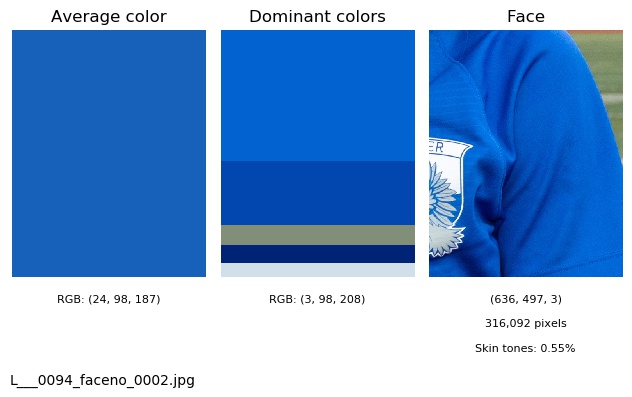 Average color
Dominant colors
Face
ER
RGB: (24, 98, 187)
RGB: (3, 98, 208)
(636, 497, 3)
316,092 pixels
Skin tones: 0.55%
L___0094_faceno_0002.jpg